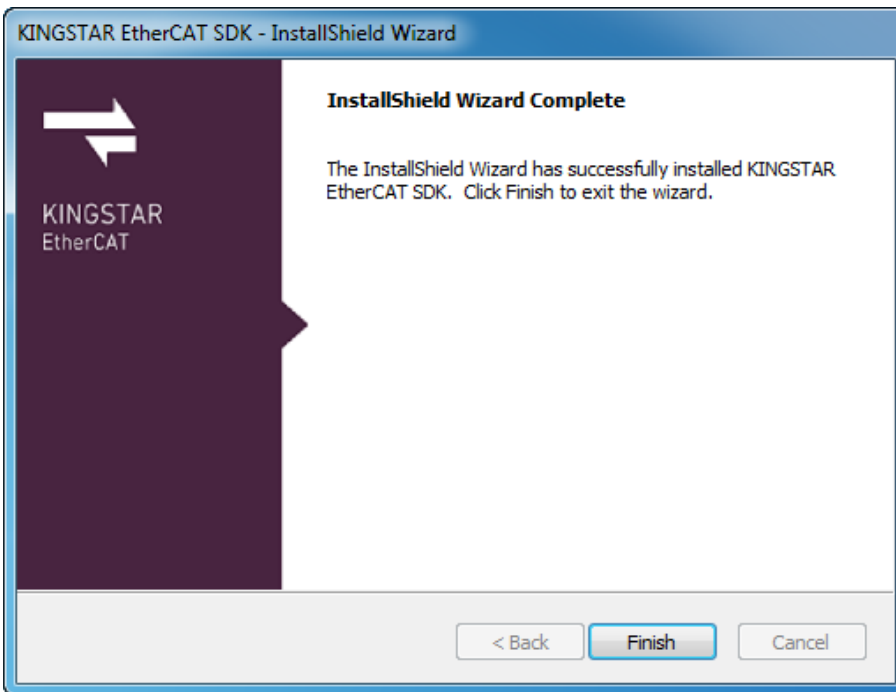 KINGSTAR EtherCAT SDK - InstallShield Wizard
KINGSTAR
EtherCAT
InstallShield Wizard Complete
The InstallShield Wizard has successfully installed KINGSTAR
EtherCAT SDK.  Click Finish to exit the wizard.
< Back
Finish
Cancel